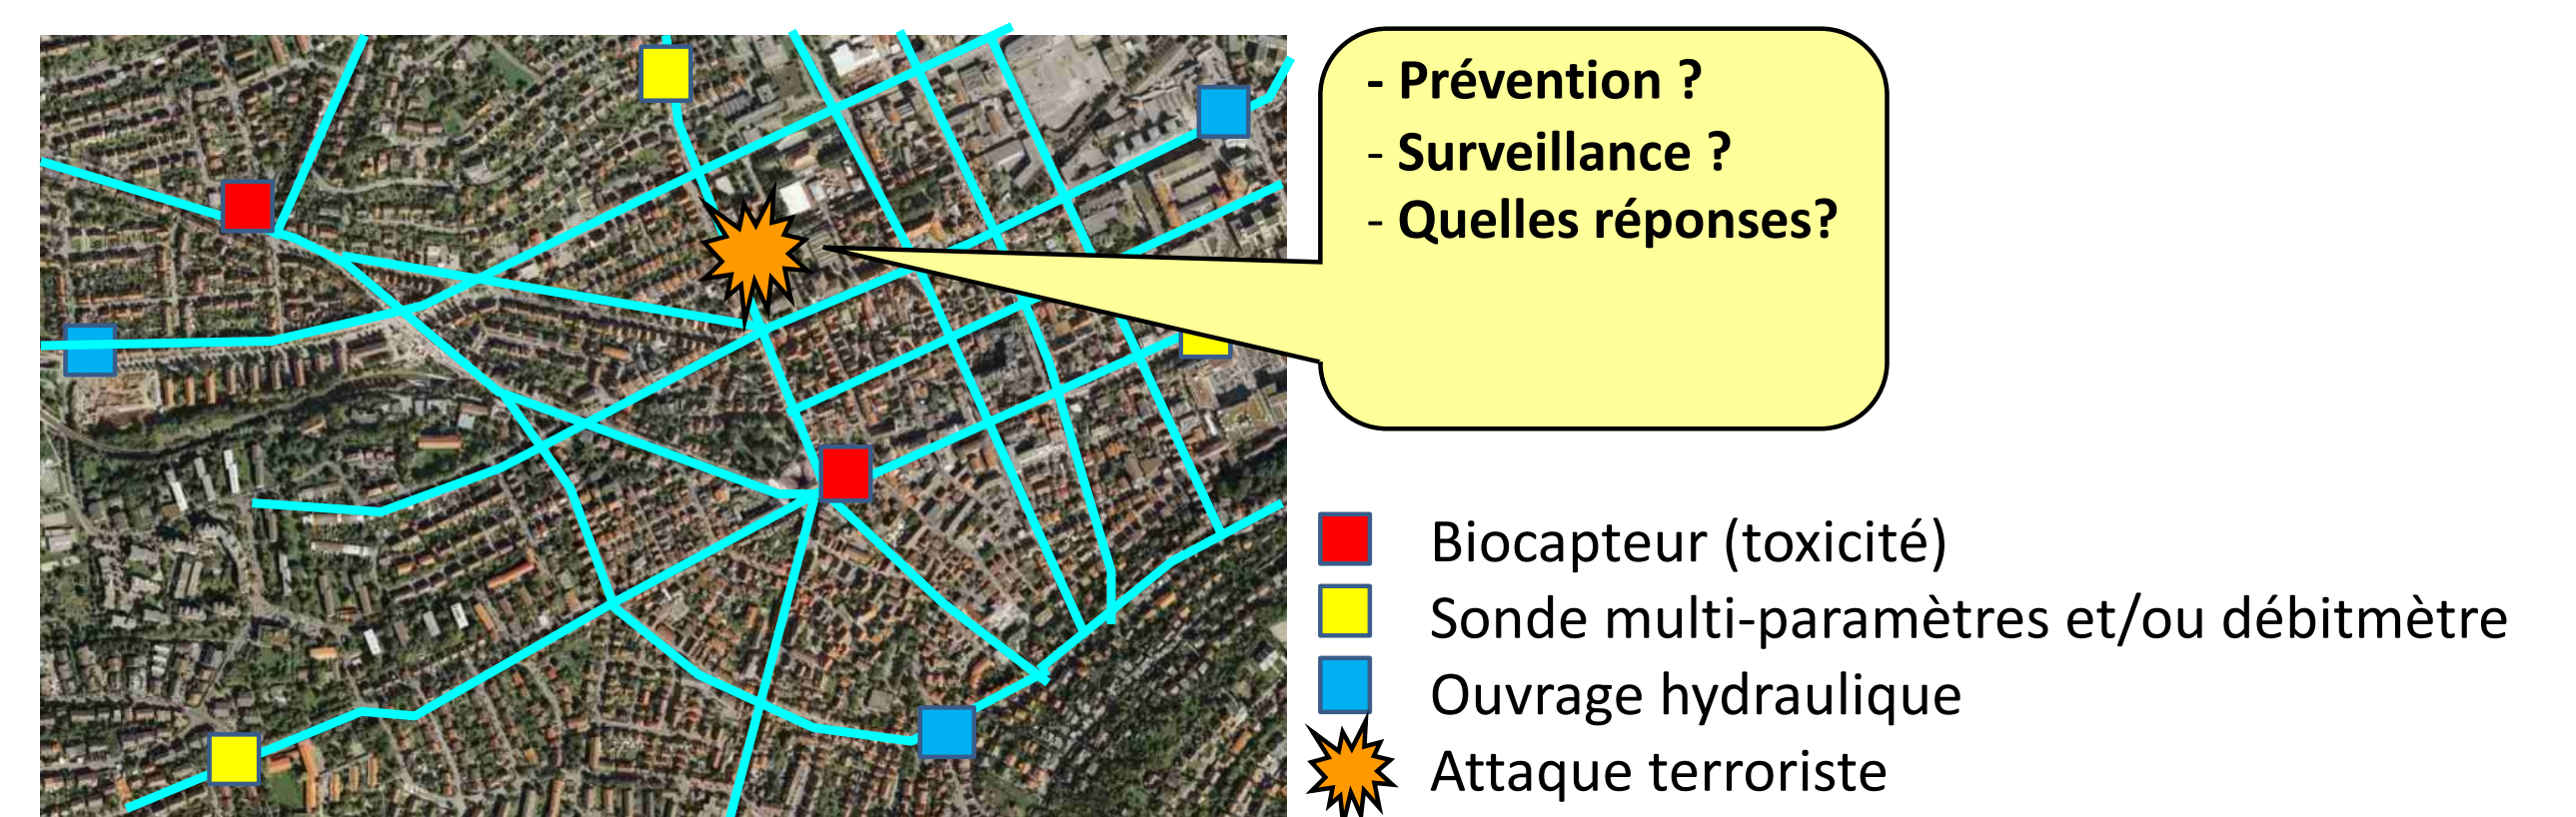 - Prévention ?
- Surveillance ?
- Quelles réponses?
Biocapteur (toxicité)
Sonde multi-paramètres et/ou débitmètre
Ouvrage hydraulique
Attaque terroriste